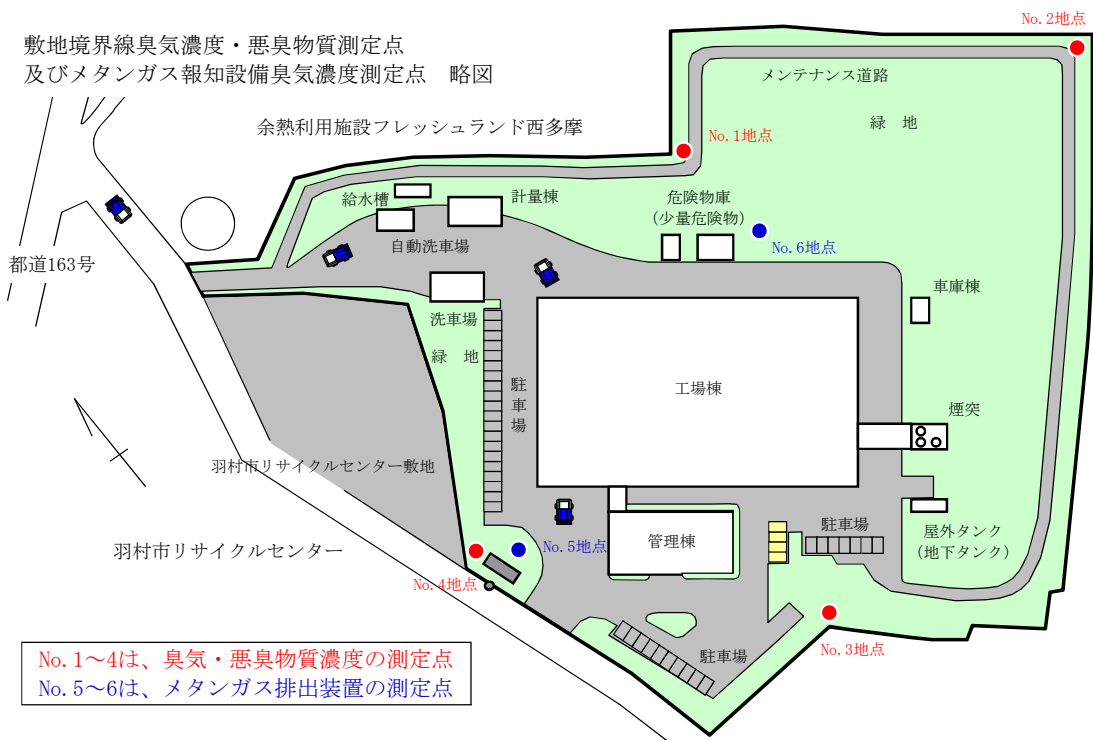 No.2地点
敷地境界線臭気濃度・悪臭物質測定点
及びメタンガス報知設備臭気濃度測定点　略図
メンテナンス道路
余熱利用施設フレッシュランド西多摩
緑　地
No.1地点
給水槽
計量棟
危険物庫
(少量危険物)
自動洗車場
No.6地点
都道163号
車庫棟
洗車場
緑　地
駐車場
工場棟
煙突
羽村市リサイクルセンター敷地
駐車場
屋外タンク
(地下タンク)
羽村市リサイクルセンター
No.5地点
管理棟
No.4地点
No.3地点
駐車場
No.1～4は、臭気・悪臭物質濃度の測定点
No.5～6は、メタンガス排出装置の測定点